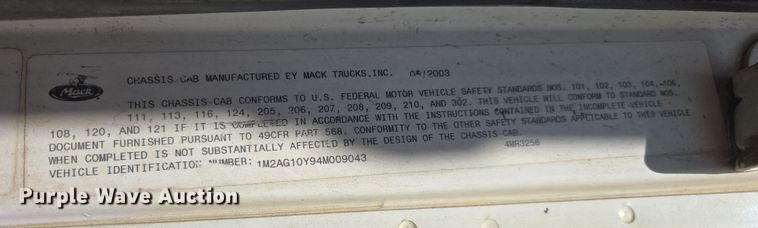 Mack
CHASSIS-CAB MANUFACTURED BY MACK TRUCKS,INC. 06/2003
THIS CHASSIS-CAB CONFORMS TO U.S. FEDERAL MOTOR VEHICLE SAFETY STANDARDS NOS. 101, 102, 103, 104, 106,
111, 113, 116, 124, 205, 206, 207, 208, 209, 210, AND 302. THIS VEHICLE WILL CONFORM TO STANDARD NOS.
108, 120, AND 121 IF IT IS COMPLETED IN ACCORDANCE WITH THE INSTRUCTIONS CONTAINED IN THE INCOMPLETE VEHICLE
DOCUMENT FURNISHED PURSUANT TO 49CFR PART 568. CONFORMITY TO THE OTHER SAFETY STANDARDS APPLICABLE TO THIS VEHICLE
WHEN COMPLETED IS NOT SUBSTANTIALLY AFFECTED BY THE DESIGN OF THE CHASSIS-CAB.
VEHICLE IDENTIFICATION NUMBER: 1M2AG10Y94M009043 4MR3256
Purple Wave Auction